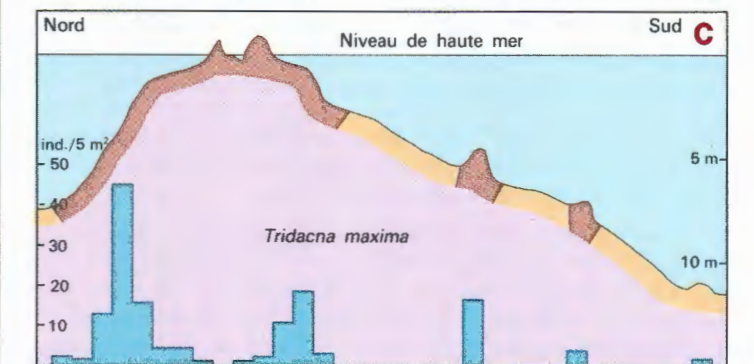 Nord
Sud C
Niveau de haute mer
ind./5 m²
50
40
30
20
10
5 m
10 m
Tridacna maxima